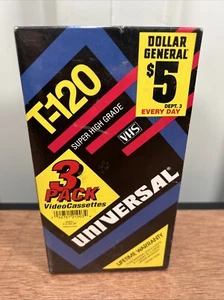 DOLLAR
GENERAL®
$5
DEPT. 3
EVERY DAY
T-120
SUPER HIGH GRADE
VHS
3
PACK
VideoCassettes
UNIVERSAL®
LIFETIME WARRANTY